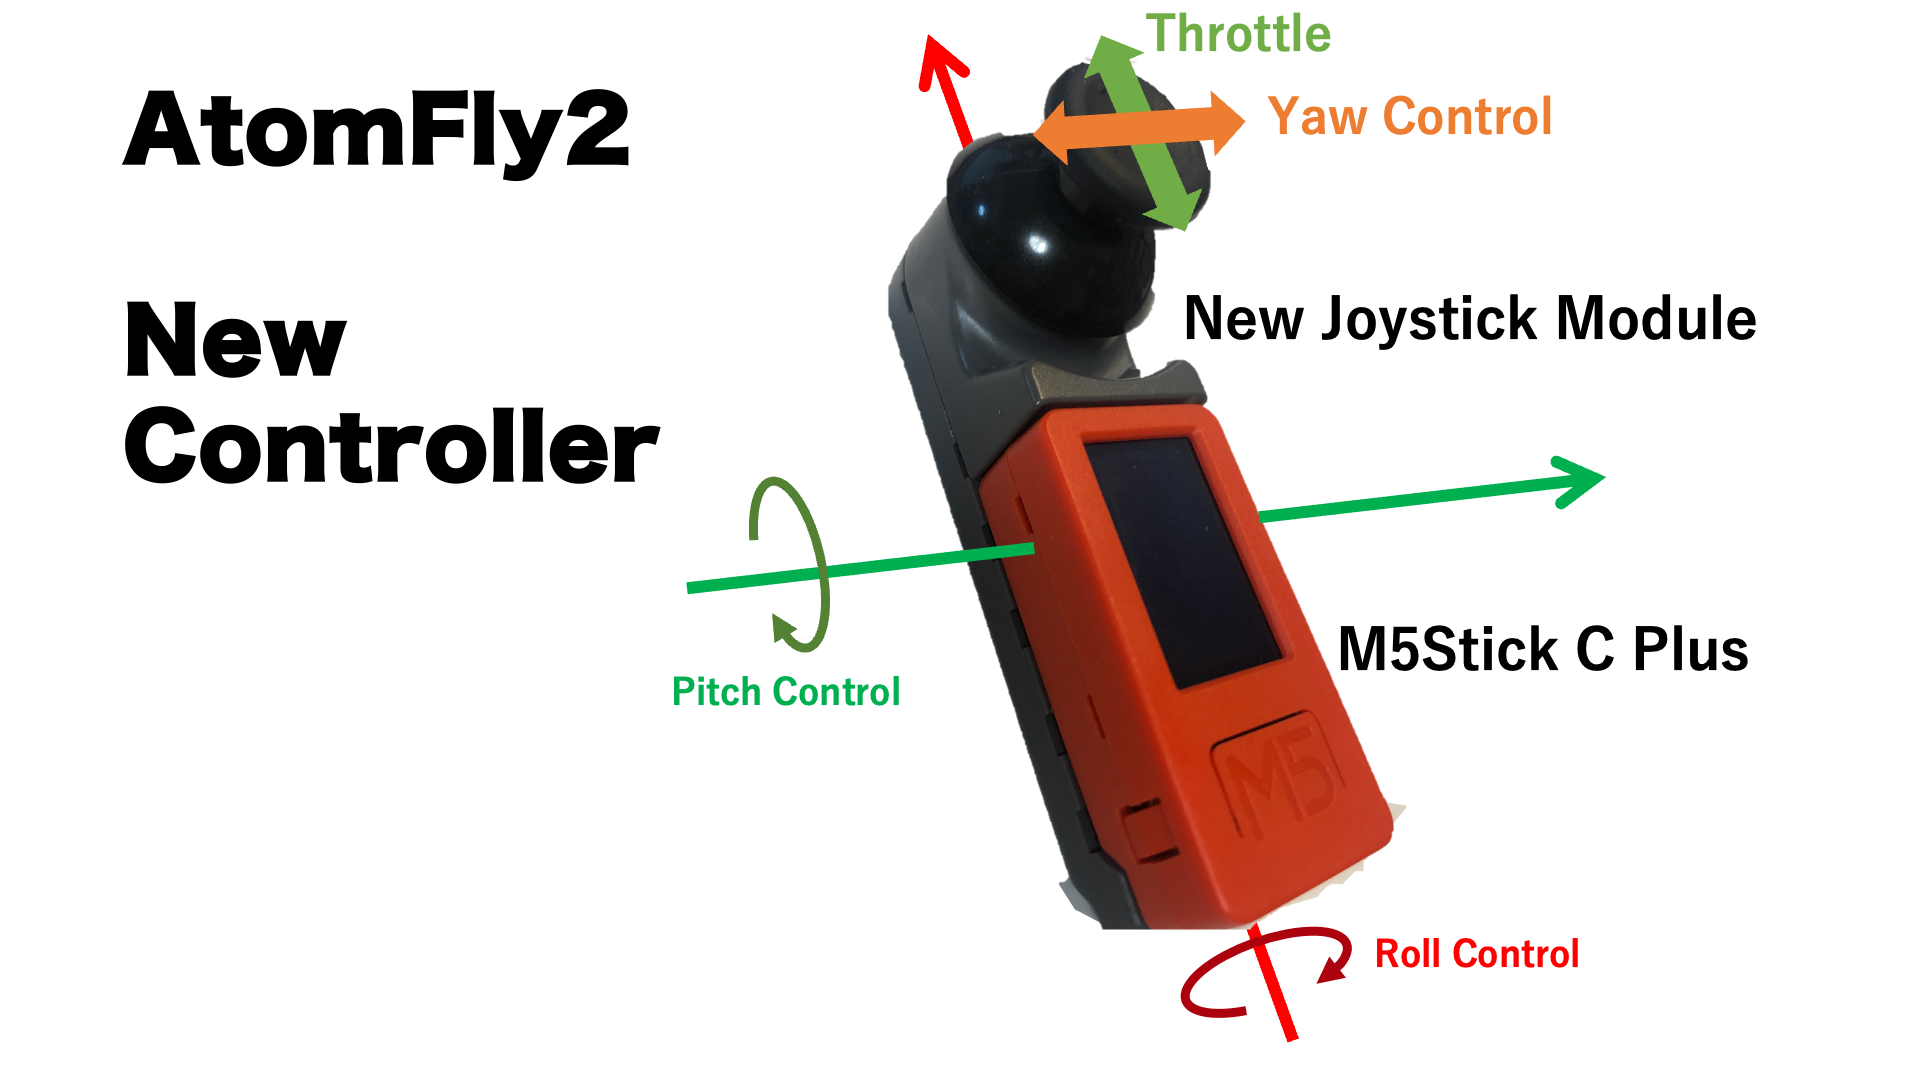 AtomFly2
New
Controller
Throttle
Yaw Control
New Joystick Module
Pitch Control
M5Stick C Plus
M5
Roll Control